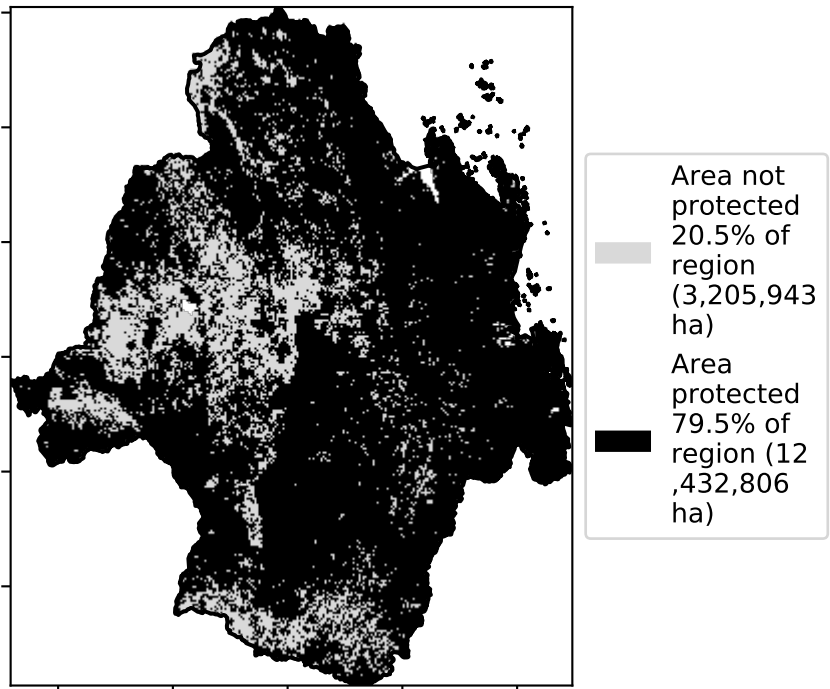 Area not
protected
20.5% of
region
(3,205,943
ha)
Area
protected
79.5% of
region (12
,432,806
ha)